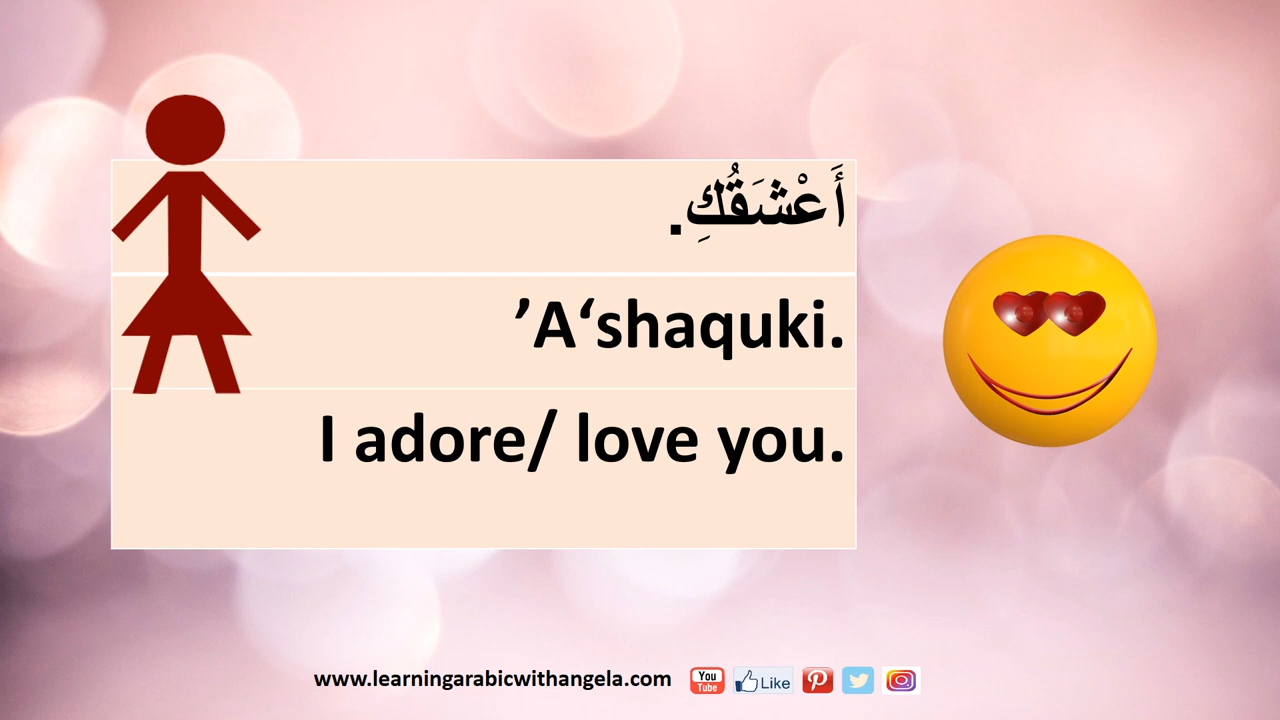 أَعْشَقُكِ.
’A‘shaquki.
I adore/ love you.
www.learningarabicwithangela.com You Tube Like